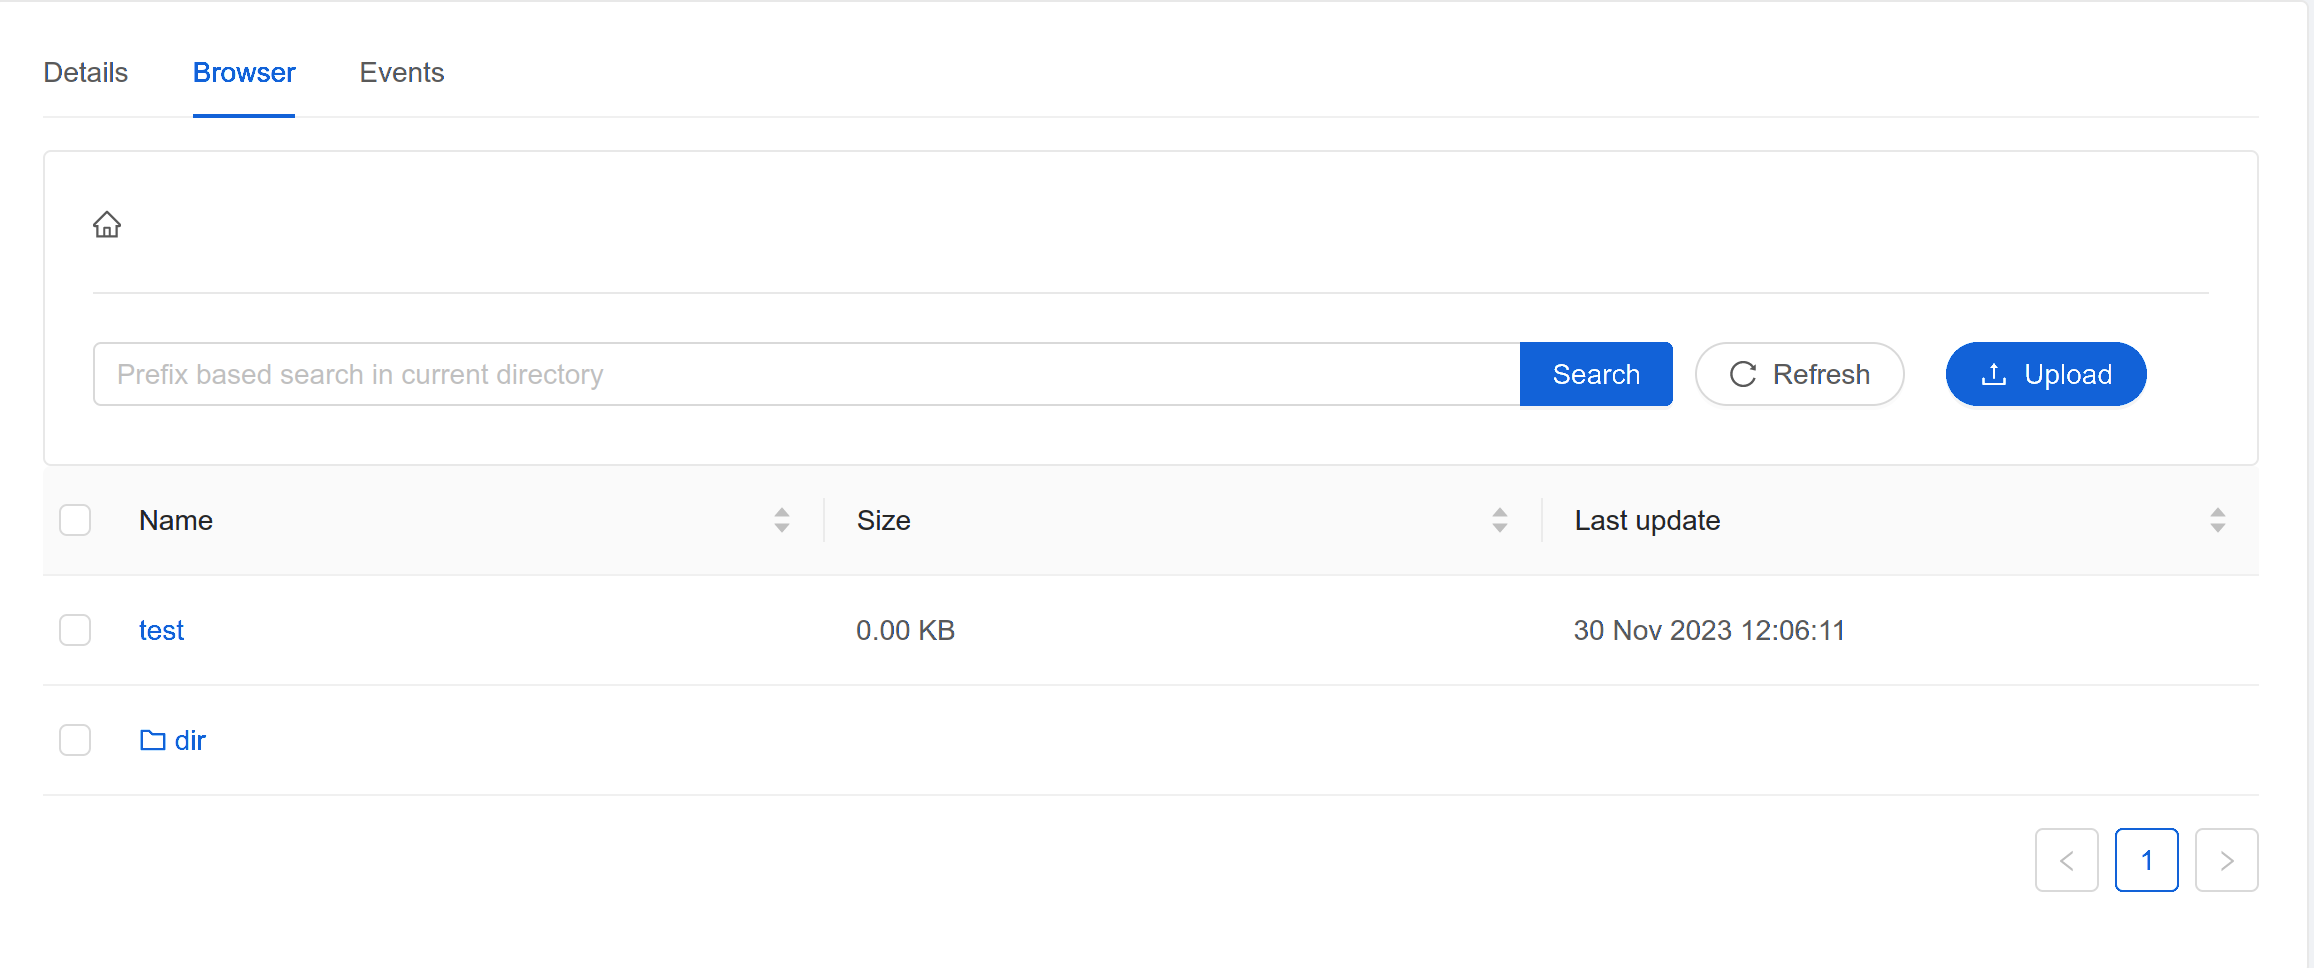 Details Browser Events
Prefix based search in current directory Search Refresh Upload
Name Size Last update
test 0.00 KB 30 Nov 2023 12:06:11
dir
< 1 >